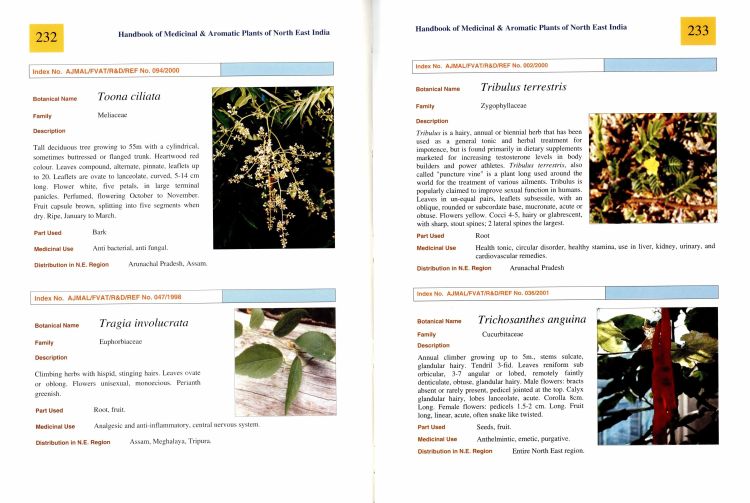 232
Handbook of Medicinal & Aromatic Plants of North East India
Index No. AJMAL/FVAT/R&D/REF No. 094/2000
Botanical Name Toona ciliata
Family Meliaceae
Description
Tall deciduous tree growing to 55m with a cylindrical,
sometimes buttressed or flanged trunk. Heartwood red
colour. Leaves compound, alternate, pinnate, leaflets up
to 20. Leaflets are ovate to lanceolate, curved, 5-14 cm
long. Flower white, five petals, in large terminal
panicles. Perfumed, flowering October to November.
Fruit capsule brown, splitting into five segments when
dry. Ripe, January to March.
Part Used Bark
Medicinal Use Anti bacterial, anti fungal.
Distribution in N.E. Region Arunachal Pradesh, Assam.
Index No. AJMAL/FVAT/R&D/REF No. 047/1998
Botanical Name Tragia involucrata
Family Euphorbiaceae
Description
Climbing herbs with hispid, stinging hairs. Leaves ovate
or oblong. Flowers unisexual, monoecious. Perianth
greenish.
Part Used Root, fruit.
Medicinal Use Analgesic and anti-inflammatory, central nervous system.
Distribution in N.E. Region Assam, Meghalaya, Tripura.
Handbook of Medicinal & Aromatic Plants of North East India
233
Index No. AJMAL/FVAT/R&D/REF No. 002/2000
Botanical Name Tribulus terrestris
Family Zygophyllaceae
Description
Tribulus is a hairy, annual or biennial herb that has been
used as a general tonic and herbal treatment for
impotence, but is found primarily in dietary supplements
marketed for increasing testosterone levels in body
builders and power athletes. Tribulus terrestris, also
called "puncture vine" is a plant long used around the
world for the treatment of various ailments. Tribulus is
popularly claimed to improve sexual function in humans.
Leaves in un-equal pairs, leaflets subsessile, with an
oblique, rounded or subcordate base, mucronate, acute or
obtuse. Flowers yellow. Cocci 4-5, hairy or glabrescent,
with sharp, stout spines; 2 lateral spines the largest.
Part Used Root
Medicinal Use Health tonic, circular disorder, healthy stamina, use in liver, kidney, urinary, and
cardiovascular remedies.
Distribution in N.E. Region Arunachal Pradesh
Index No. AJMAL/FVAT/R&D/REF No. 036/2001
Botanical Name Trichosanthes anguina
Family Cucurbitaceae
Description
Annual climber growing up to 5m., stems sulcate,
glandular hairy. Tendril 3-fid. Leaves reniform sub
orbicular, 3-7 angular or lobed, remotely faintly
denticulate, obtuse, glandular hairy. Male flowers: bracts
absent or rarely present, pedicel jointed at the top. Calyx
glandular hairy, lobes lanceolate, acute. Corolla 8cm.
Long. Female flowers: pedicels 1.5-2 cm. Long. Fruit
long, linear, acute, often snake like twisted.
Part Used Seeds, fruit.
Medicinal Use Anthelmintic, emetic, purgative.
Distribution in N.E. Region Entire North East region.